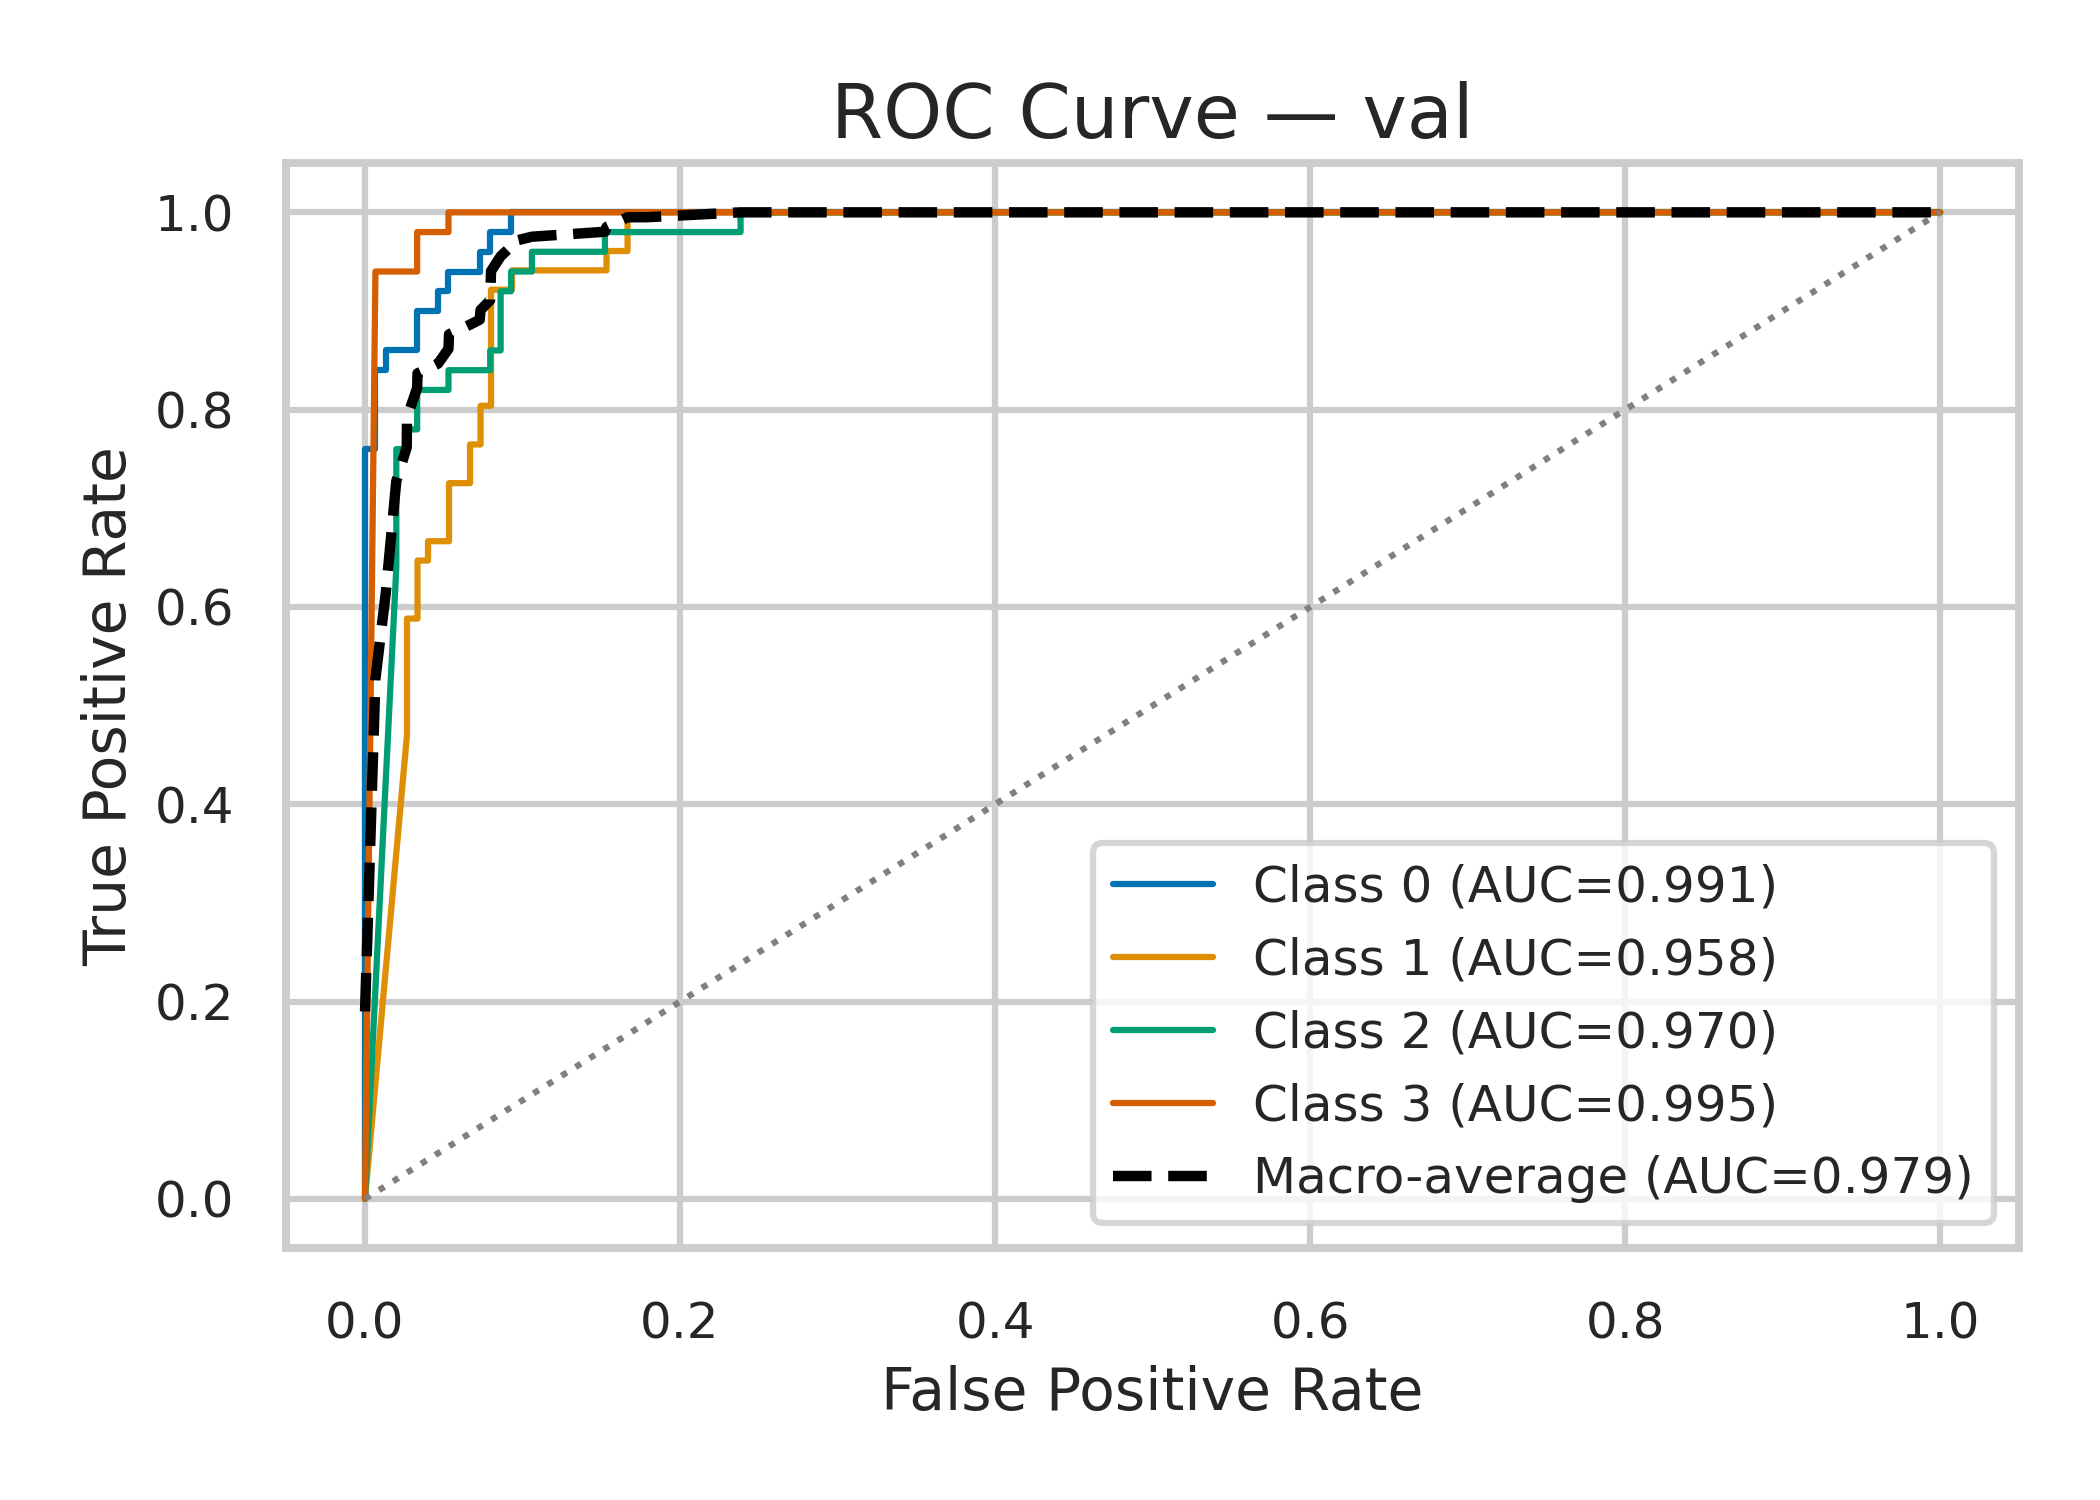 ROC Curve — val
1.0
0.8
0.6
0.4
0.2
0.0
True Positive Rate
Class 0 (AUC=0.991)
Class 1 (AUC=0.958)
Class 2 (AUC=0.970)
Class 3 (AUC=0.995)
Macro-average (AUC=0.979)
0.0 0.2 0.4 0.6 0.8 1.0
False Positive Rate